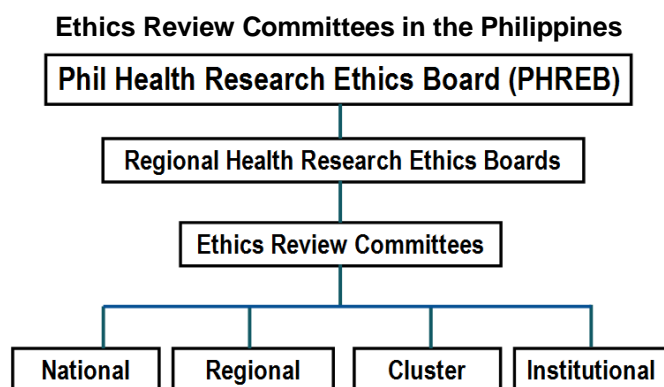 Ethics Review Committees in the Philippines
Phil Health Research Ethics Board (PHREB)
Regional Health Research Ethics Boards
Ethics Review Committees
National
Regional
Cluster
Institutional